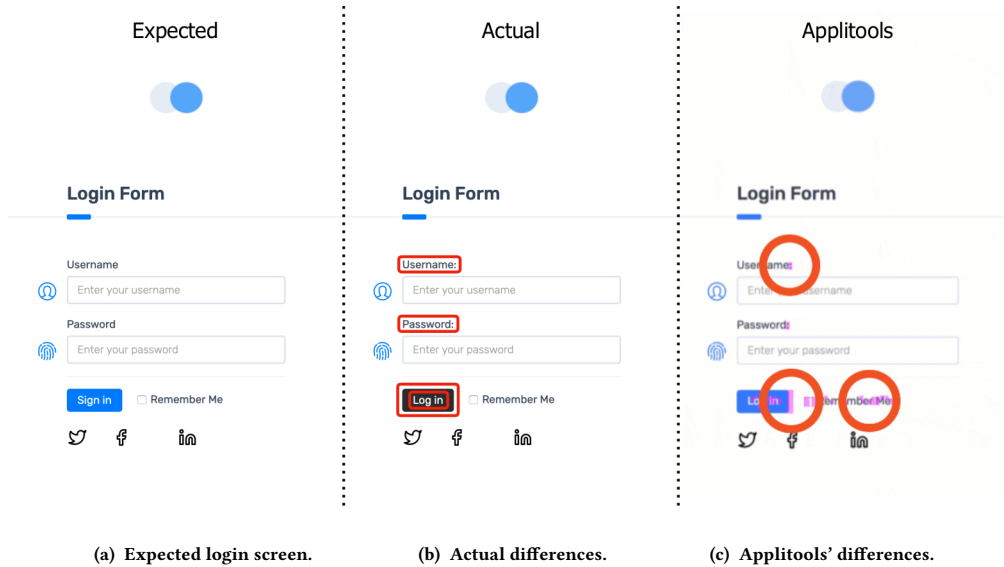 Expected
Actual
Applitools
Login Form
Login Form
Login Form
Username
Username:
Enter your username
Enter your username
Password
Password:
Password:
Enter your password
Enter your password
Enter your password
Sign in
Remember Me
Log in
Remember Me
(a) Expected login screen.
(b) Actual differences.
(c) Applitools’ differences.